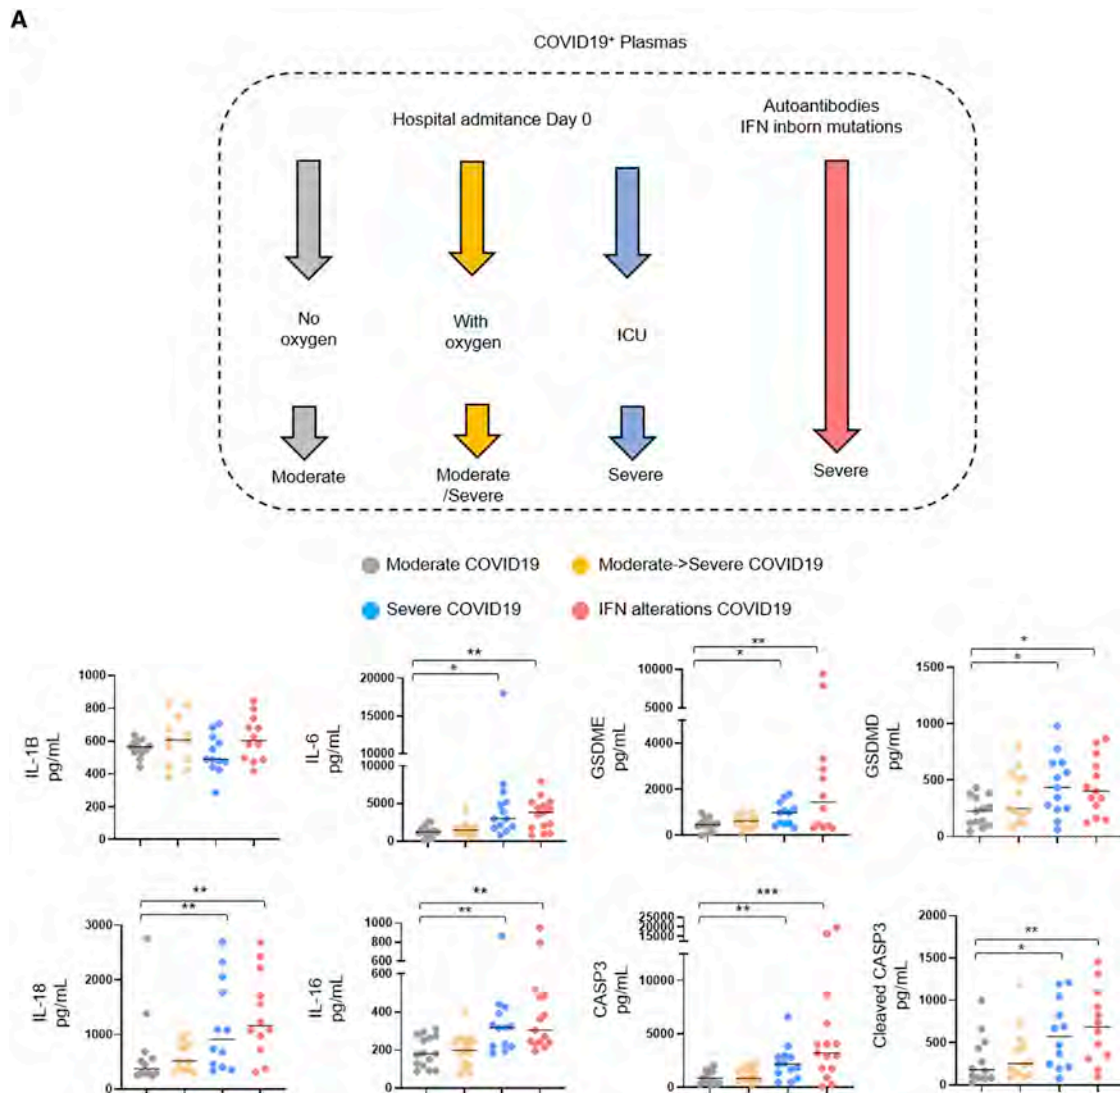 A
COVID19⁺ Plasmas
Hospital admitance Day 0
Autoantibodies
IFN inborn mutations
No
oxygen
With
oxygen
ICU
Moderate
Moderate
/Severe
Severe
Severe
Moderate COVID19
Moderate->Severe COVID19
Severe COVID19
IFN alterations COVID19
IL-1B
pg/mL
1000
800
600
400
200
0
IL-6
pg/mL
20000
15000
10000
5000
0
*
**
GSDME
pg/mL
10000
5000
4000
2000
0
*
**
GSDMD
pg/mL
1500
1000
500
0
*
*
IL-18
pg/mL
3000
2000
1000
0
**
**
IL-16
pg/mL
1000
800
600
400
200
0
**
**
CASP3
pg/mL
25000
20000
15000
10000
5000
0
**
***
Cleaved CASP3
pg/mL
2000
1500
1000
500
0
*
**